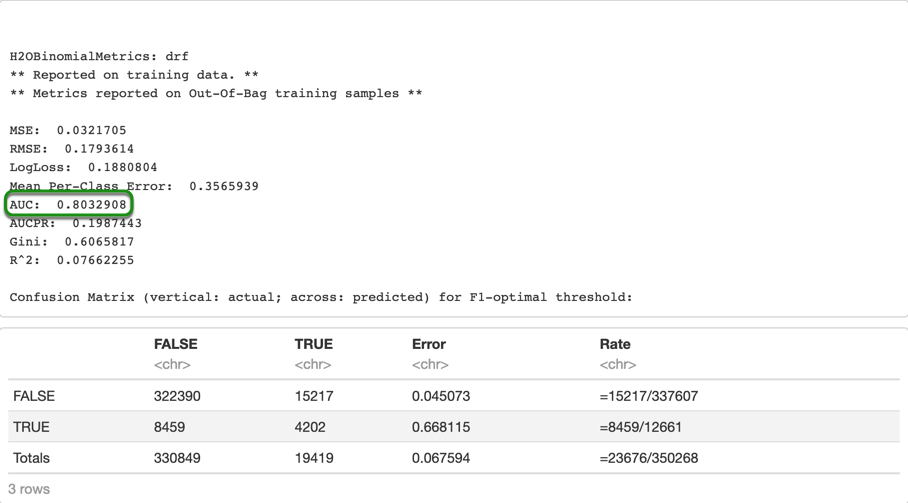 H2OBinomialMetrics: drf
** Reported on training data. **
** Metrics reported on Out-Of-Bag training samples **
MSE:  0.0321705
RMSE:  0.1793614
LogLoss:  0.1880804
Mean Per-Class Error:  0.3565939
AUC:  0.8032908
AUCPR:  0.1987443
Gini:  0.6065817
R^2:  0.07662255
Confusion Matrix (vertical: actual; across: predicted) for F1-optimal threshold:
FALSE TRUE Error Rate
<chr> <chr> <chr> <chr>
FALSE 322390 15217 0.045073 =15217/337607
TRUE 8459 4202 0.668115 =8459/12661
Totals 330849 19419 0.067594 =23676/350268
3 rows